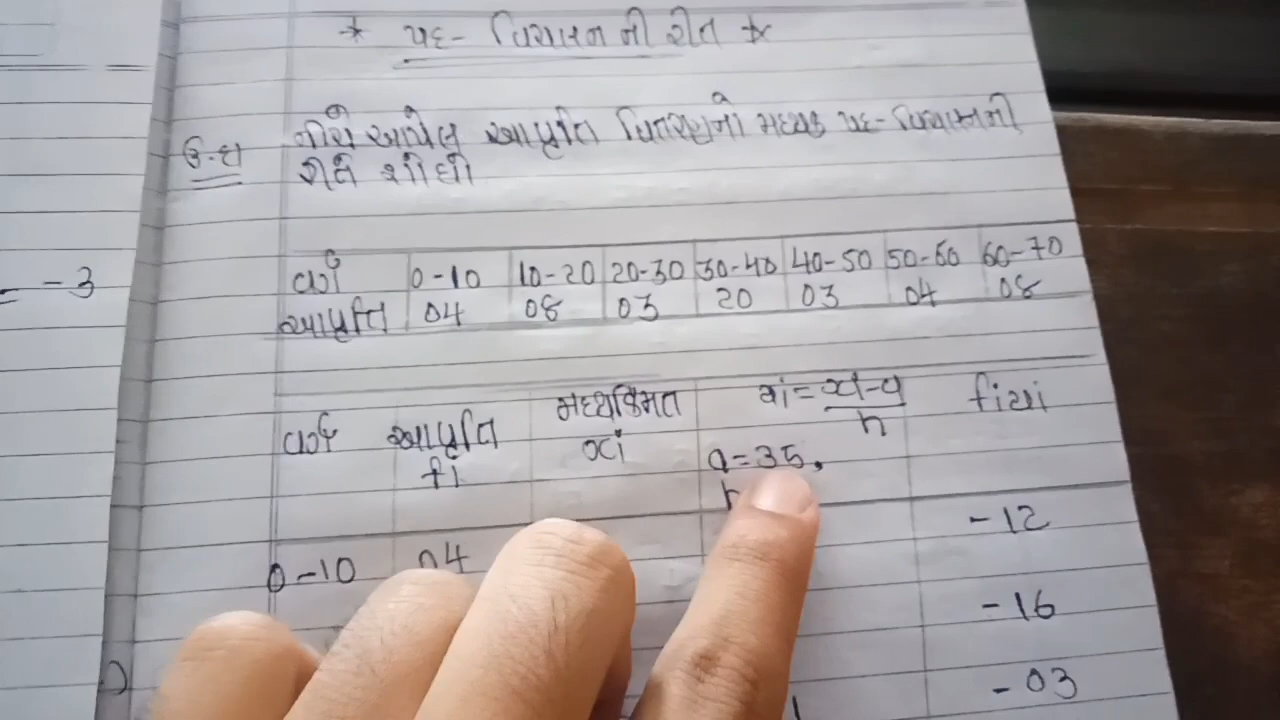 * પદ - વિચલન ની રીત *
ઉ.દા નીચે આપેલ આવૃત્તિ વિતરણનો મધ્યક પદ-વિચલનની
રીતે શોધો
= -3
વર્ગ 0-10 10-20 20-30 30-40 40-50 50-60 60-70
આવૃત્તિ 04 08 03 20 03 04 08
વર્ગ આવૃત્તિ fi મધ્યકિંમત xi a=35, fiui
-12
0-10 04
-16
-03